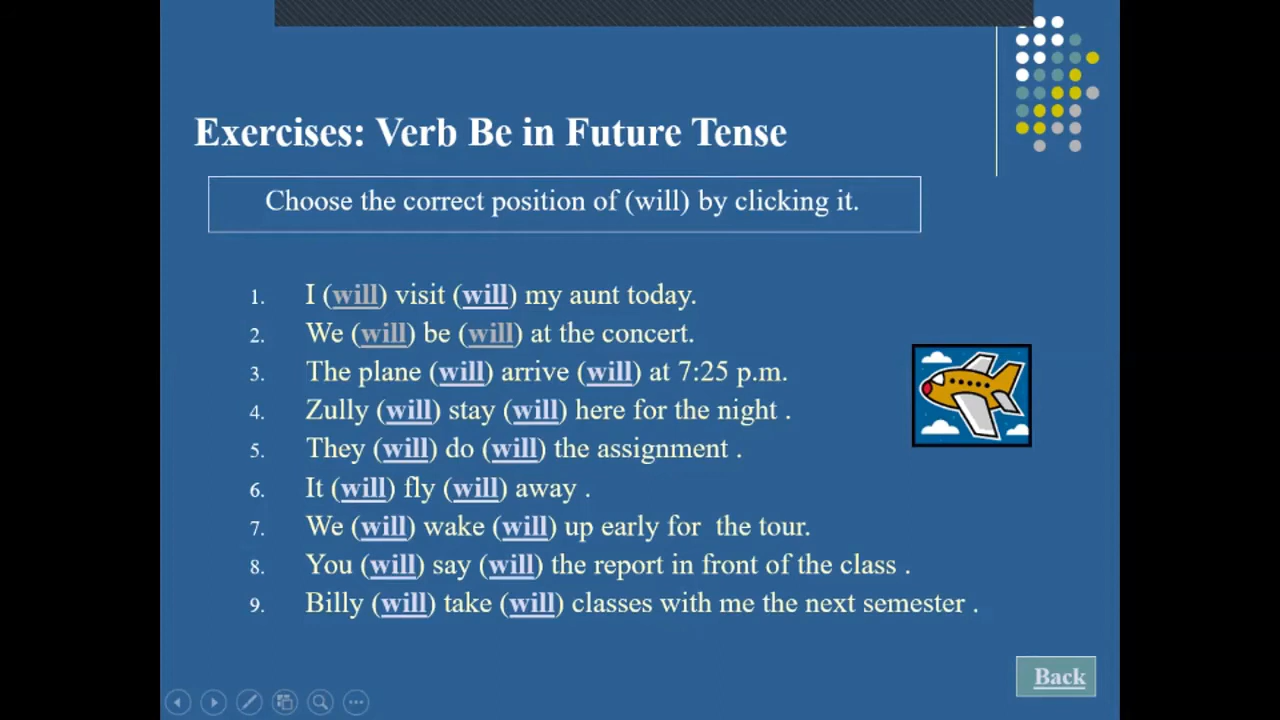 Exercises: Verb Be in Future Tense
Choose the correct position of (will) by clicking it.
1. I (will) visit (will) my aunt today.
2. We (will) be (will) at the concert.
3. The plane (will) arrive (will) at 7:25 p.m.
4. Zully (will) stay (will) here for the night .
5. They (will) do (will) the assignment .
6. It (will) fly (will) away .
7. We (will) wake (will) up early for  the tour.
8. You (will) say (will) the report in front of the class .
9. Billy (will) take (will) classes with me the next semester .
Back